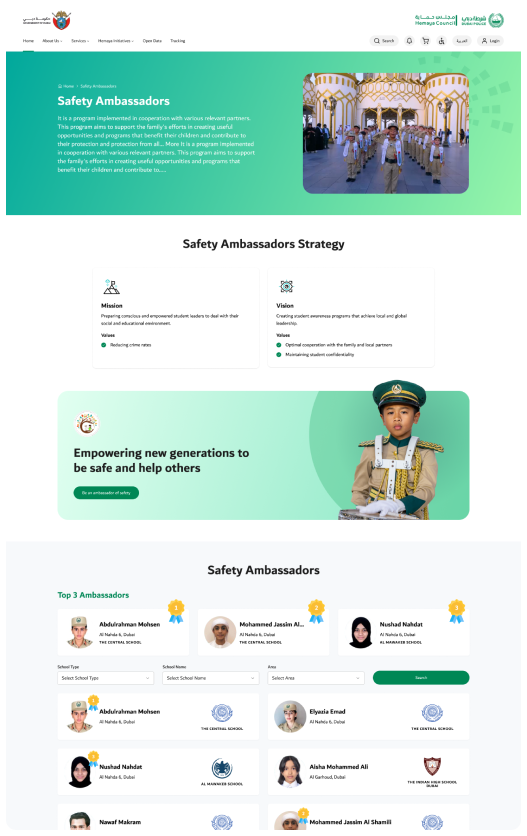 حكومة دبي
GOVERNMENT OF DUBAI
مجلس حماية
Hemaya Council
شرطة دبي
DUBAI POLICE
Home
About Us
Services
Hemaya Initiatives
Open Data
Tracking
Search
العربية
Login
Home > Safety Ambassadors
Safety Ambassadors
It is a program implemented in cooperation with various relevant partners.
This program aims to support the family's efforts in creating useful
opportunities and programs that benefit their children and contribute to
their protection and protection from all... More It is a program implemented
in cooperation with various relevant partners. This program aims to support
the family's efforts in creating useful opportunities and programs that
benefit their children and contribute to....
Safety Ambassadors Strategy
Mission
Preparing conscious and empowered student leaders to deal with their
social and educational environment.
Values
Reducing crime rates
Vision
Creating student awareness programs that achieve local and global
leadership.
Values
Optimal cooperation with the family and local partners
Maintaining student confidentiality
Empowering new generations to
be safe and help others
Be an ambassador of safety
Safety Ambassadors
Top 3 Ambassadors
3
Abdulrahman Mohsen
Al Nahda 6, Dubai
THE CENTRAL SCHOOL
2
Mohammed Jassim Al...
Al Nahda 6, Dubai
THE CENTRAL SCHOOL
1
Nushad Nahdat
Al Nahda 6, Dubai
AL MAWAKEB SCHOOL
School Type
Select School Type
School Name
Select School Name
Area
Select Area
Search
Abdulrahman Mohsen
Al Nahda 6, Dubai
THE CENTRAL SCHOOL
Elyazia Emad
Al Nahda 6, Dubai
THE CENTRAL SCHOOL
Nushad Nahdat
Al Nahda 6, Dubai
AL MAWAKEB SCHOOL
Aisha Mohammed Ali
Al Garhoud, Dubai
THE INDIAN HIGH SCHOOL
DUBAI
Nawaf Makram
Al Nahda 6, Dubai
Mohammed Jassim Al Shamili
Al Nahda 6, Dubai